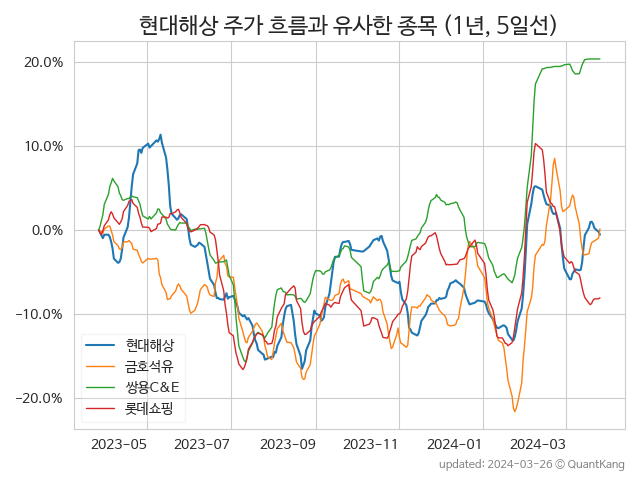 현대해상 주가 흐름과 유사한 종목 (1년, 5일선)
20.0%
10.0%
0.0%
−10.0%
−20.0%
현대해상
금호석유
쌍용C&E
롯데쇼핑
2023-05 2023-07 2023-09 2023-11 2024-01 2024-03
updated: 2024-03-26 © QuantKang